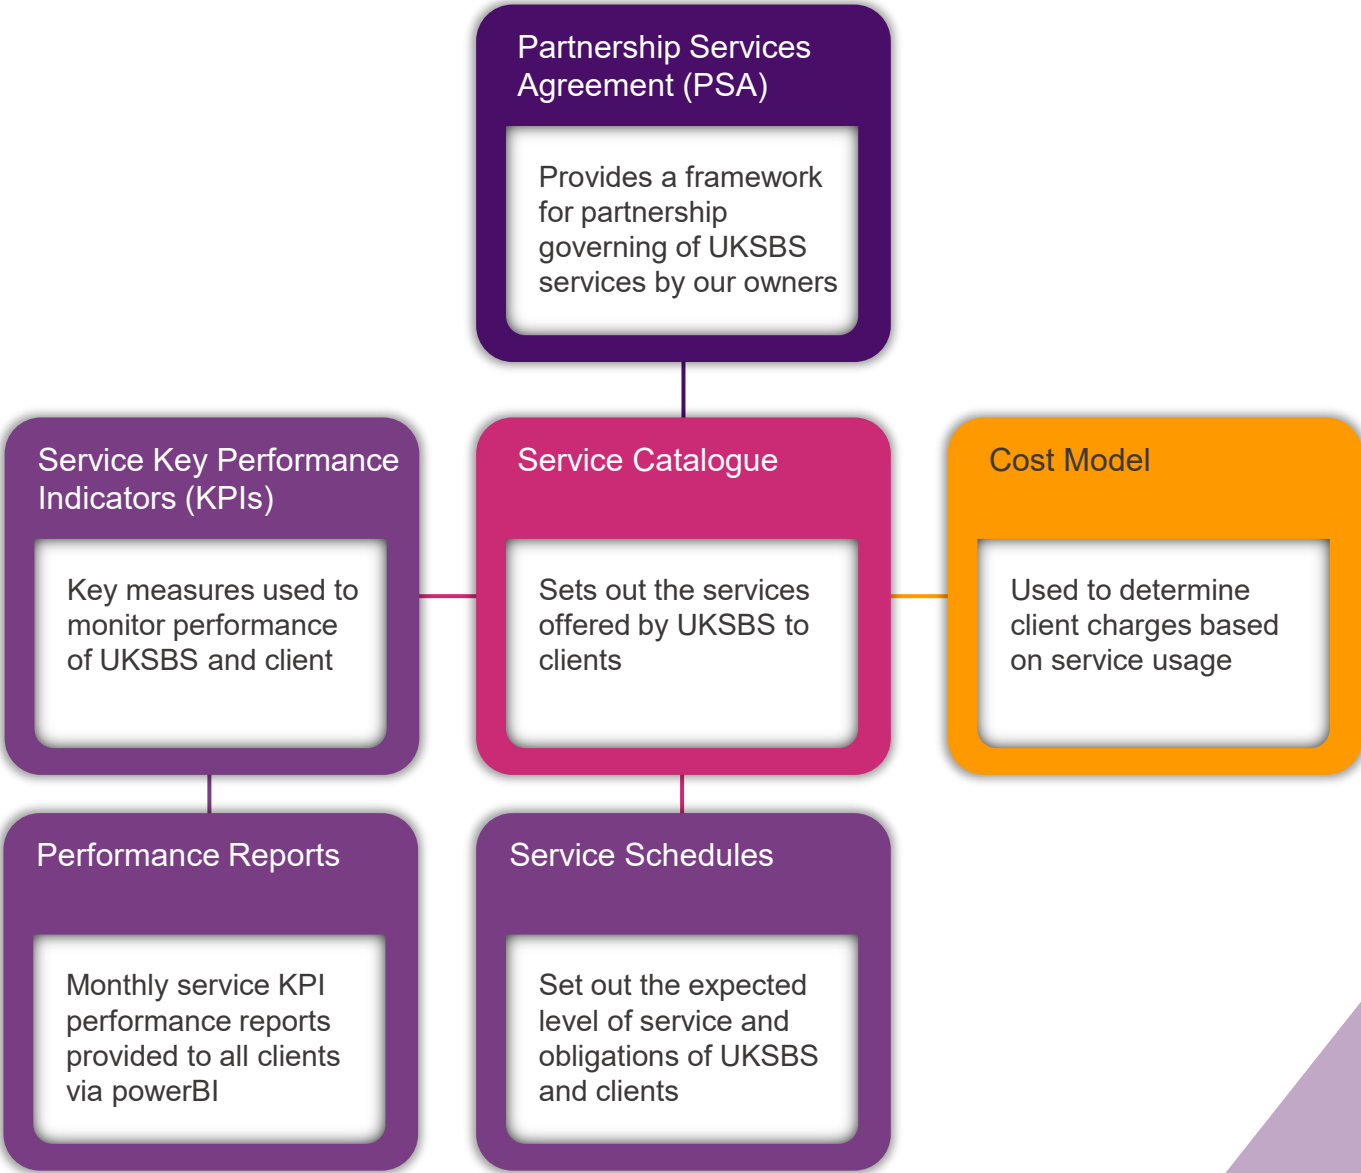 Partnership Services
Agreement (PSA)
Provides a framework
for partnership
governing of UKSBS
services by our owners
Service Key Performance
Indicators (KPIs)
Key measures used to
monitor performance
of UKSBS and client
Service Catalogue
Sets out the services
offered by UKSBS to
clients
Cost Model
Used to determine
client charges based
on service usage
Performance Reports
Monthly service KPI
performance reports
provided to all clients
via powerBI
Service Schedules
Set out the expected
level of service and
obligations of UKSBS
and clients